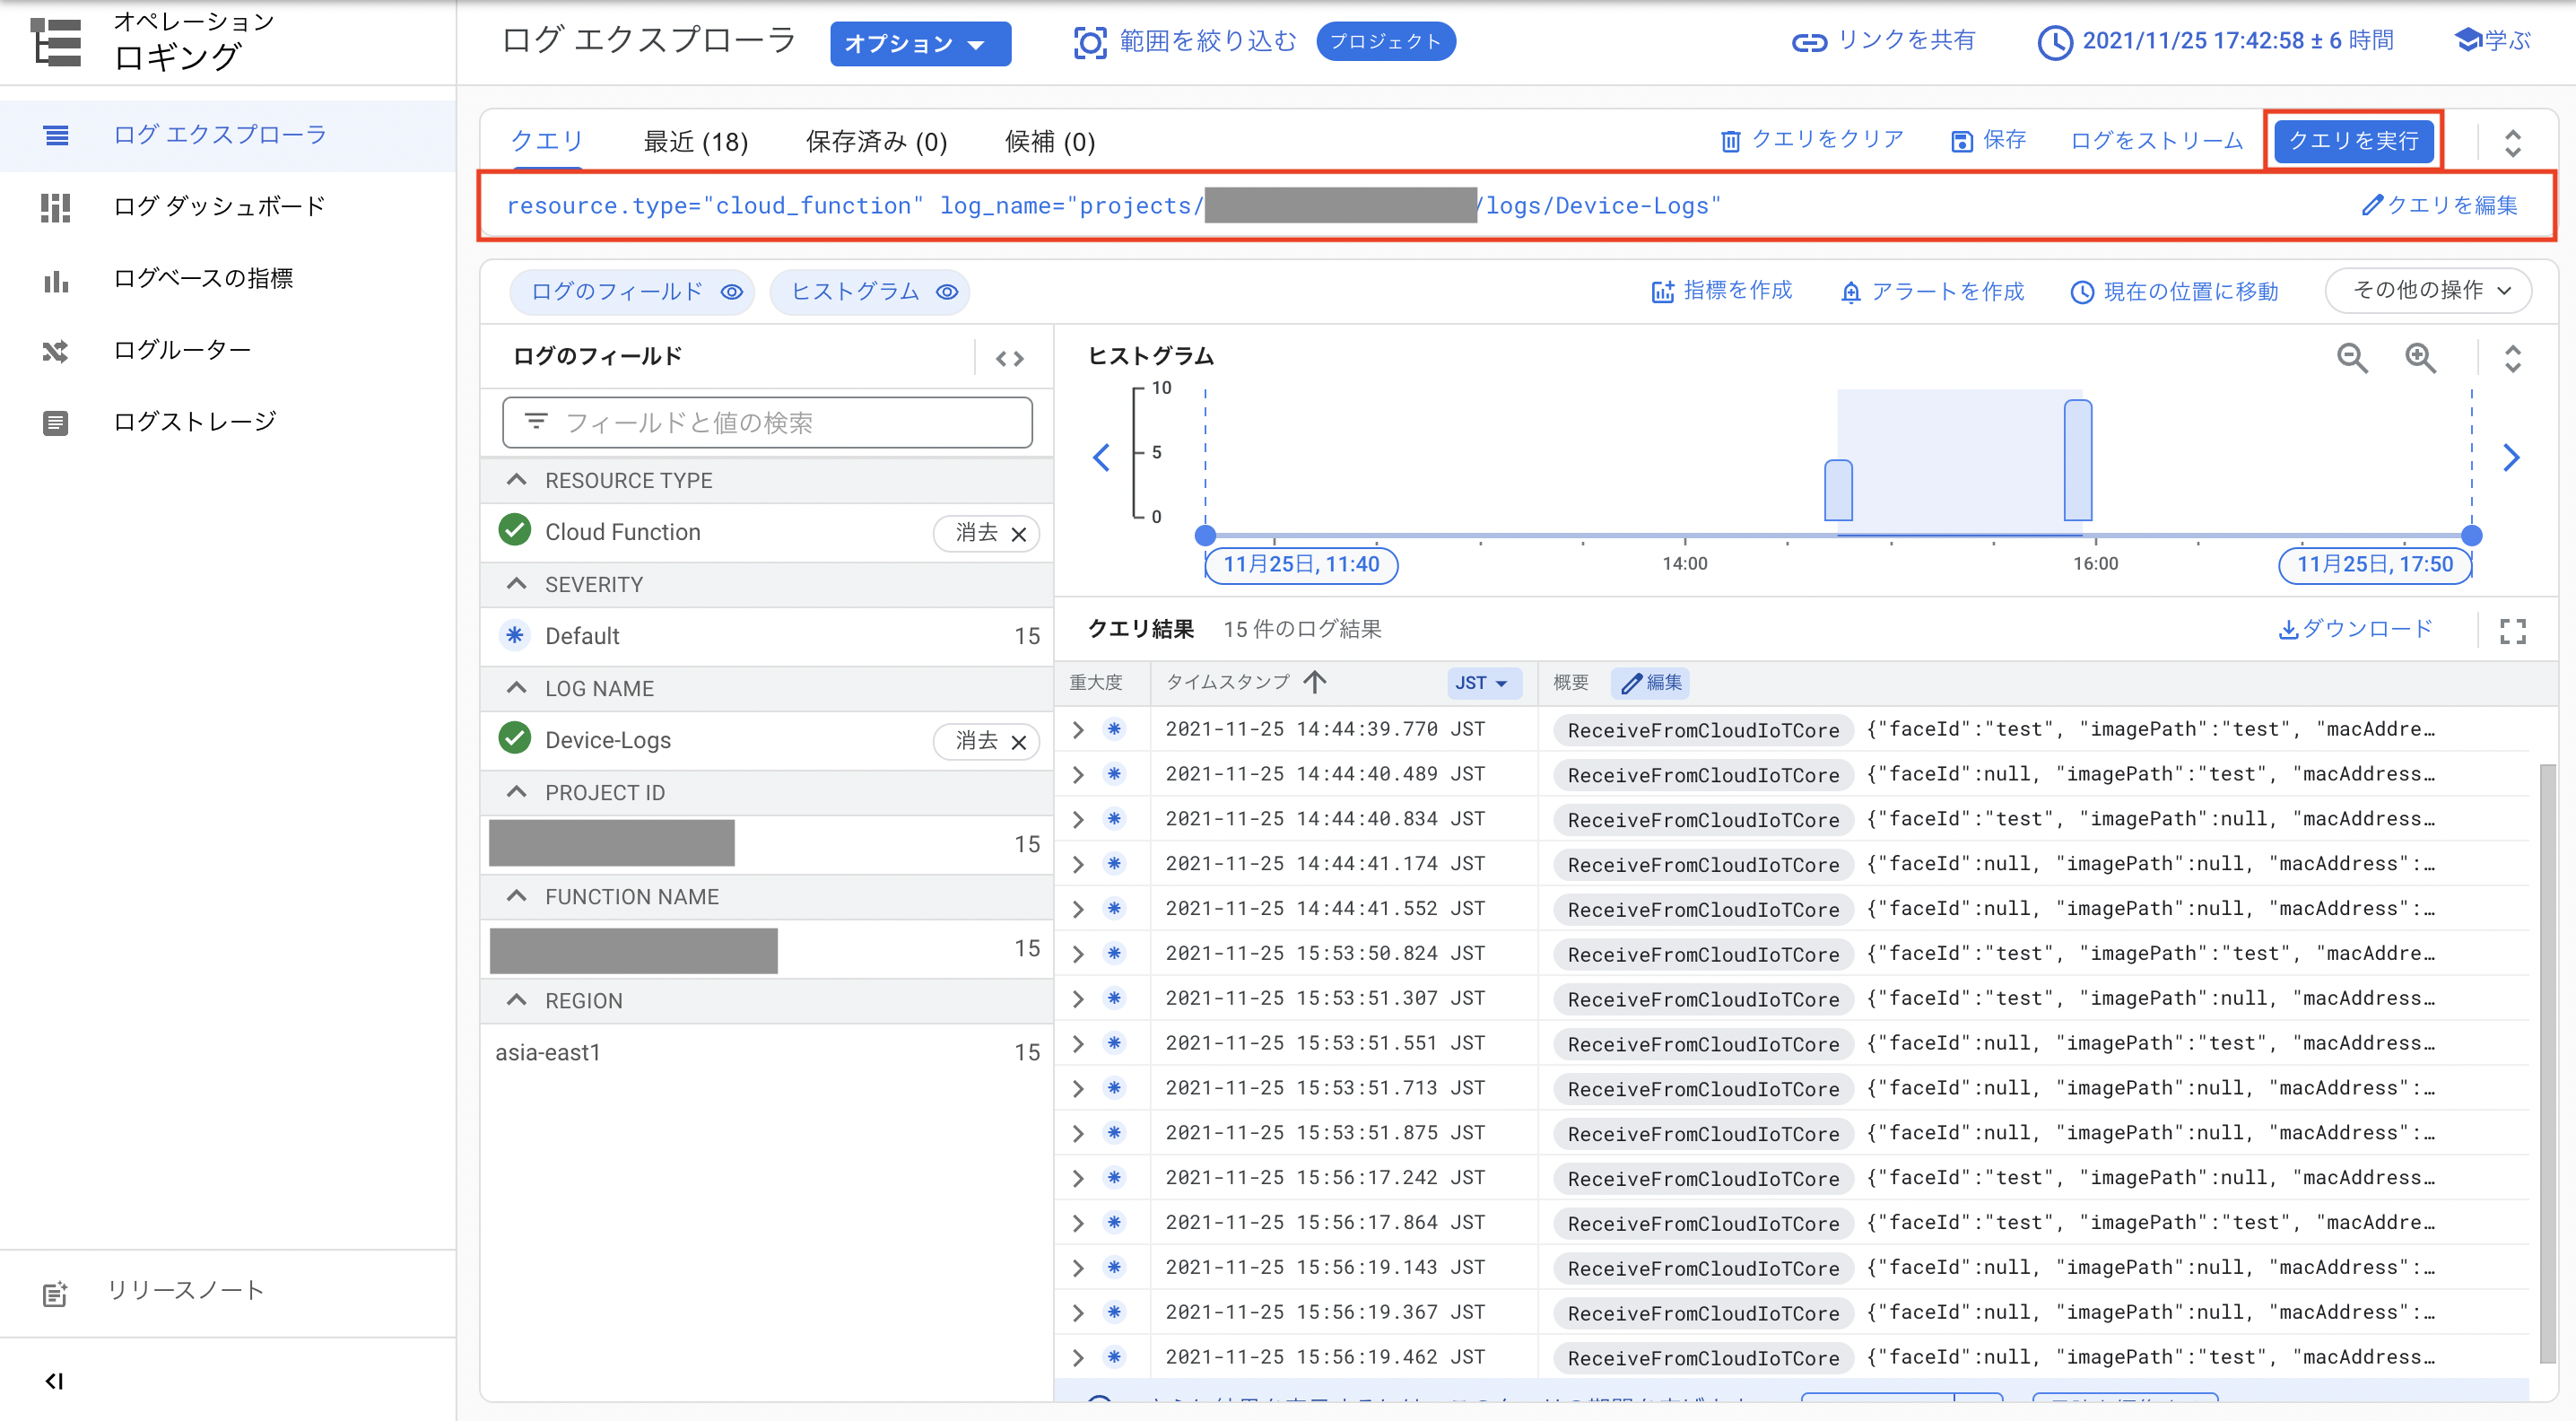 オペレーション
ロギング
ログ エクスプローラ
オプション
範囲を絞り込む
プロジェクト
リンクを共有
2021/11/25 17:42:58 ± 6 時間
学ぶ
ログ エクスプローラ
ログ ダッシュボード
ログベースの指標
ログルーター
ログストレージ
リリースノート
クエリ
最近 (18)
保存済み (0)
候補 (0)
クエリをクリア
保存
ログをストリーム
クエリを実行
resource.type="cloud_function" log_name="projects/
/logs/Device-Logs"
クエリを編集
ログのフィールド
ヒストグラム
指標を作成
アラートを作成
現在の位置に移動
その他の操作
ログのフィールド
フィールドと値の検索
RESOURCE TYPE
Cloud Function 消去
SEVERITY
Default 15
LOG NAME
Device-Logs 消去
PROJECT ID
15
FUNCTION NAME
15
REGION
asia-east1 15
ヒストグラム
10
5
0
11月25日, 11:40
14:00
16:00
11月25日, 17:50
クエリ結果 15 件のログ結果
ダウンロード
重大度 タイムスタンプ JST 概要 編集
2021-11-25 14:44:39.770 JST ReceiveFromCloudIoTCore {"faceId":"test", "imagePath":"test", "macAddre…
2021-11-25 14:44:40.489 JST ReceiveFromCloudIoTCore {"faceId":null, "imagePath":"test", "macAddress…
2021-11-25 14:44:40.834 JST ReceiveFromCloudIoTCore {"faceId":"test", "imagePath":null, "macAddress…
2021-11-25 14:44:41.174 JST ReceiveFromCloudIoTCore {"faceId":null, "imagePath":null, "macAddress":…
2021-11-25 14:44:41.552 JST ReceiveFromCloudIoTCore {"faceId":null, "imagePath":null, "macAddress":…
2021-11-25 15:53:50.824 JST ReceiveFromCloudIoTCore {"faceId":"test", "imagePath":"test", "macAddre…
2021-11-25 15:53:51.307 JST ReceiveFromCloudIoTCore {"faceId":"test", "imagePath":null, "macAddress…
2021-11-25 15:53:51.551 JST ReceiveFromCloudIoTCore {"faceId":null, "imagePath":"test", "macAddress…
2021-11-25 15:53:51.713 JST ReceiveFromCloudIoTCore {"faceId":null, "imagePath":null, "macAddress":…
2021-11-25 15:53:51.875 JST ReceiveFromCloudIoTCore {"faceId":null, "imagePath":null, "macAddress":…
2021-11-25 15:56:17.242 JST ReceiveFromCloudIoTCore {"faceId":"test", "imagePath":null, "macAddress…
2021-11-25 15:56:17.864 JST ReceiveFromCloudIoTCore {"faceId":"test", "imagePath":"test", "macAddre…
2021-11-25 15:56:19.143 JST ReceiveFromCloudIoTCore {"faceId":null, "imagePath":null, "macAddress":…
2021-11-25 15:56:19.367 JST ReceiveFromCloudIoTCore {"faceId":null, "imagePath":null, "macAddress":…
2021-11-25 15:56:19.462 JST ReceiveFromCloudIoTCore {"faceId":null, "imagePath":"test", "macAddress…